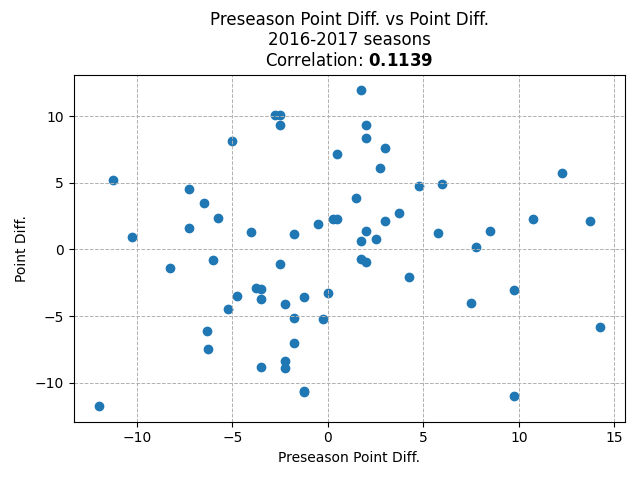 Preseason Point Diff. vs Point Diff.
2016-2017 seasons
Correlation: 0.1139
10
5
0
−5
−10
Point Diff.
−10
−5
0
5
10
15
Preseason Point Diff.